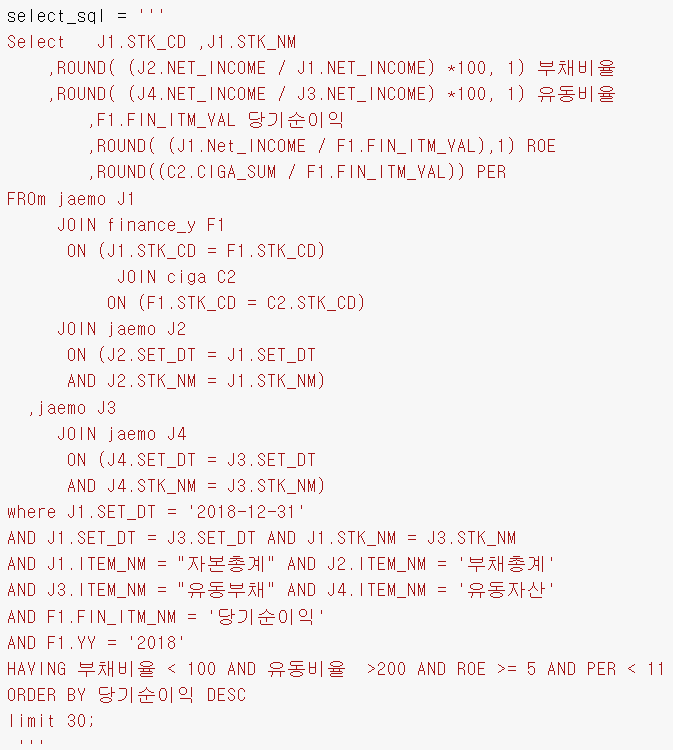 select_sql = '''
Select   J1.STK_CD ,J1.STK_NM
    ,ROUND( (J2.NET_INCOME / J1.NET_INCOME) *100, 1) 부채비율
    ,ROUND( (J4.NET_INCOME / J3.NET_INCOME) *100, 1) 유동비율
        ,F1.FIN_ITM_VAL 당기순이익
        ,ROUND( (J1.Net_INCOME / F1.FIN_ITM_VAL),1) ROE
        ,ROUND((C2.CIGA_SUM / F1.FIN_ITM_VAL)) PER
FROm jaemo J1
     JOIN finance_y F1
      ON (J1.STK_CD = F1.STK_CD)
           JOIN ciga C2
          ON (F1.STK_CD = C2.STK_CD)
     JOIN jaemo J2
      ON (J2.SET_DT = J1.SET_DT
      AND J2.STK_NM = J1.STK_NM)
  ,jaemo J3
     JOIN jaemo J4
      ON (J4.SET_DT = J3.SET_DT
      AND J4.STK_NM = J3.STK_NM)
where J1.SET_DT = '2018-12-31'
AND J1.SET_DT = J3.SET_DT AND J1.STK_NM = J3.STK_NM
AND J1.ITEM_NM = "자본총계" AND J2.ITEM_NM = '부채총계'
AND J3.ITEM_NM = "유동부채" AND J4.ITEM_NM = '유동자산'
AND F1.FIN_ITM_NM = '당기순이익'
AND F1.YY = '2018'
HAVING 부채비율 < 100 AND 유동비율  >200 AND ROE >= 5 AND PER < 11
ORDER BY 당기순이익 DESC
limit 30;
 '''